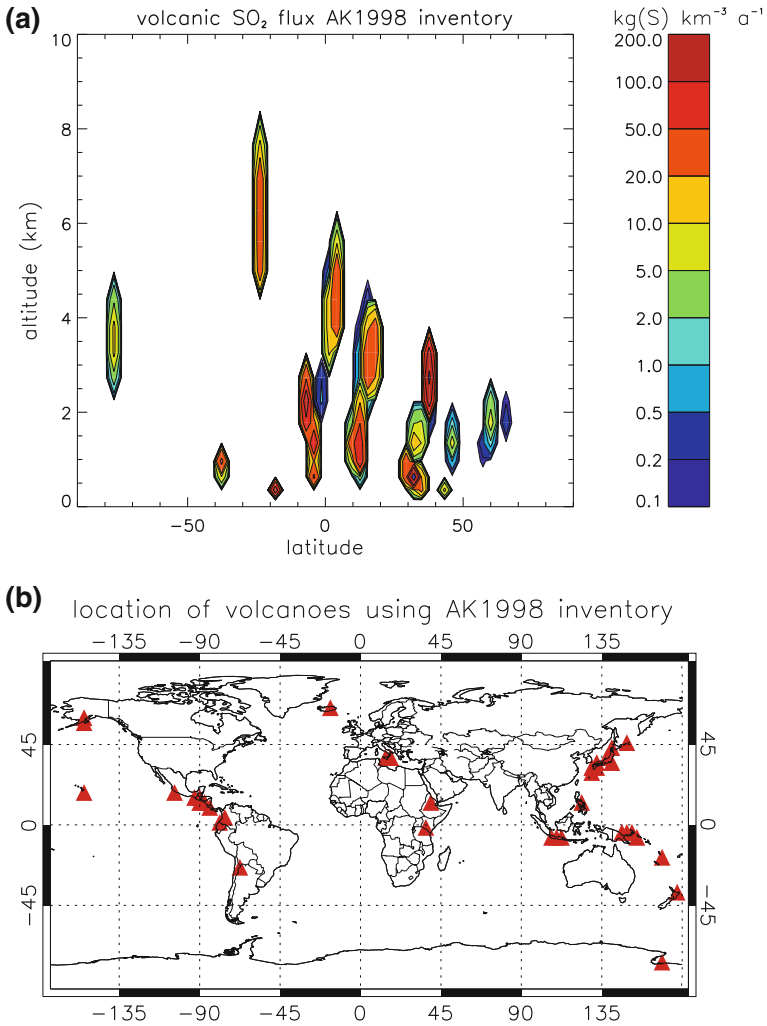 (a)
volcanic SO₂ flux AK1998 inventory
kg(S) km⁻³ a⁻¹
10
8
6
4
2
0
altitude (km)
−50
0
50
latitude
200.0
100.0
50.0
20.0
10.0
5.0
2.0
1.0
0.5
0.2
0.1
(b)
location of volcanoes using AK1998 inventory
−135 −90 −45 0 45 90 135
45 45
0 0
−45 −45
−135 −90 −45 0 45 90 135